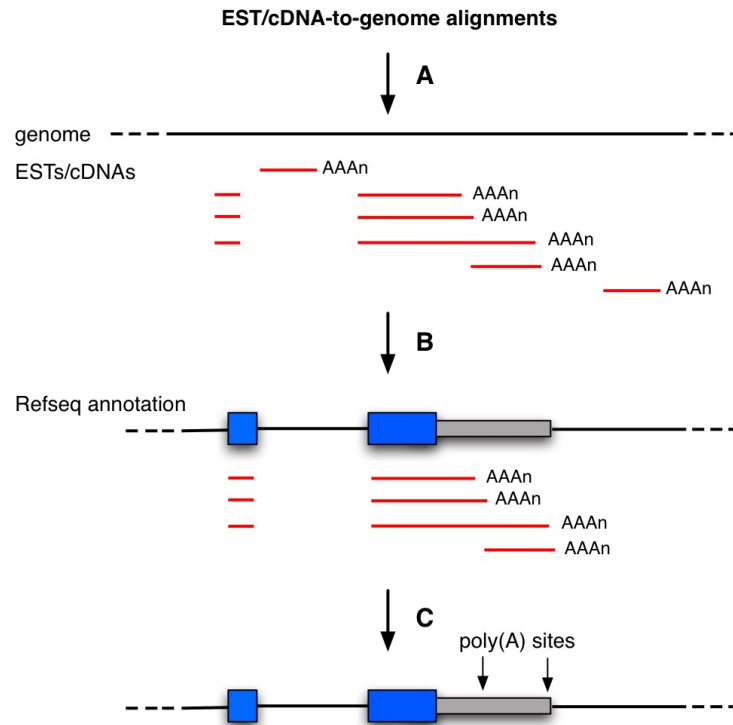 EST/cDNA-to-genome alignments
A
genome
ESTs/cDNAs
AAAn
AAAn
AAAn
AAAn
AAAn
AAAn
B
Refseq annotation
AAAn
AAAn
AAAn
AAAn
C
poly(A) sites